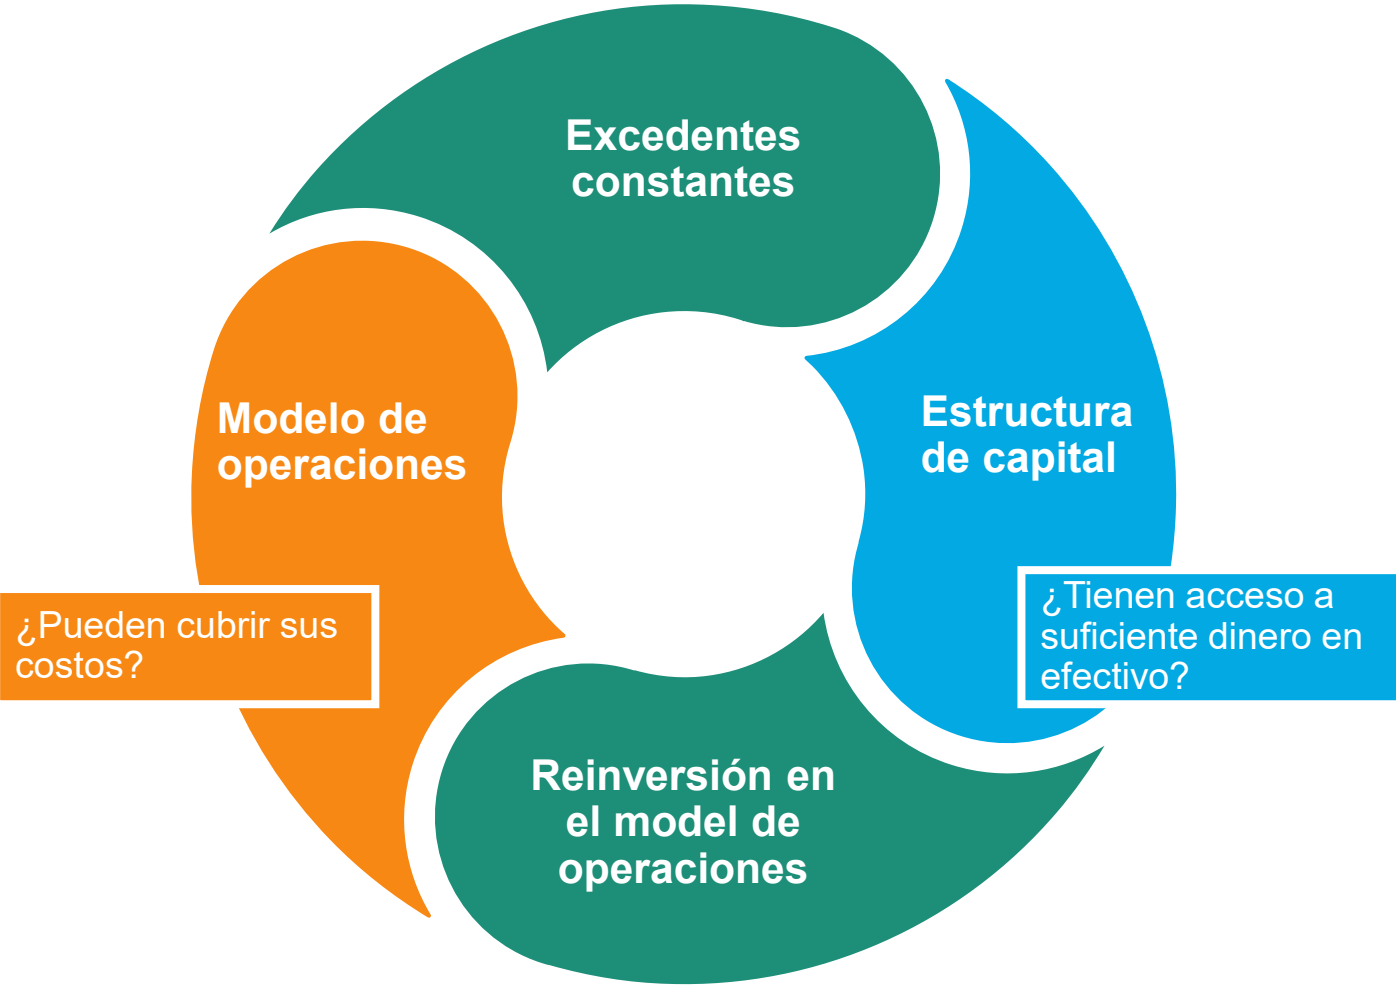 Excedentes
constantes
Modelo de
operaciones
Estructura
de capital
¿Pueden cubrir sus
costos?
¿Tienen acceso a
suficiente dinero en
efectivo?
Reinversión en
el model de
operaciones